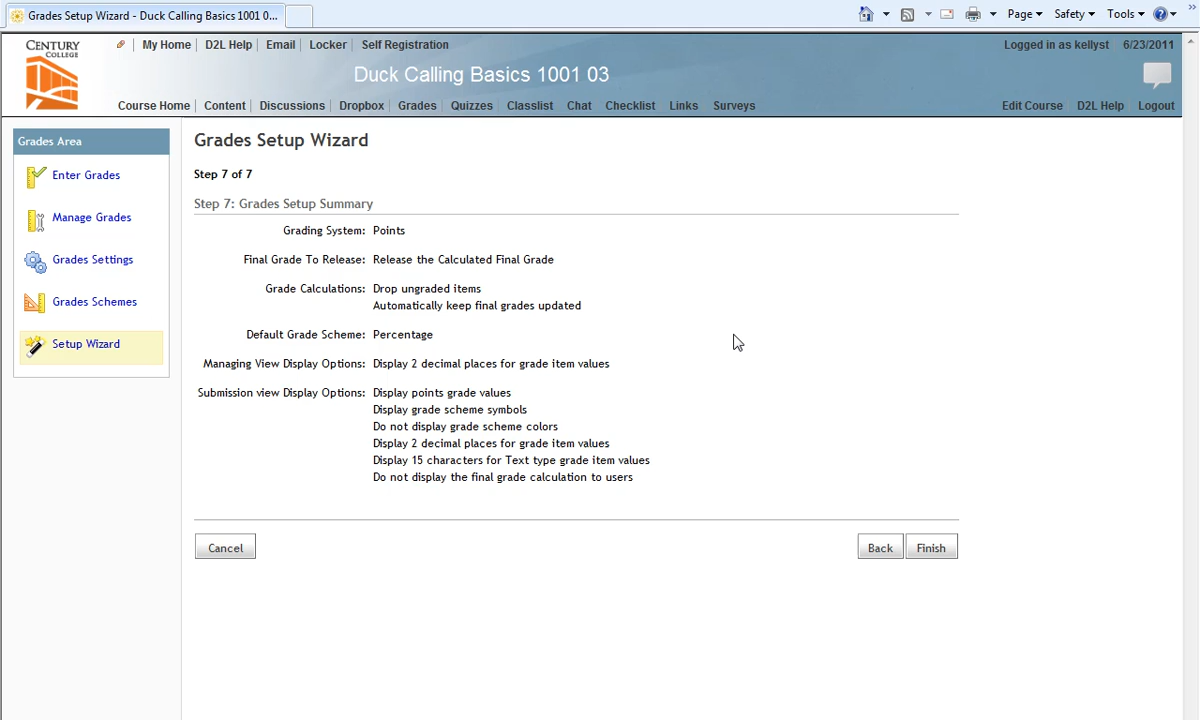 Grades Setup Wizard - Duck Calling Basics 1001 0...
Page
Safety
Tools
CENTURY
COLLEGE
My Home
D2L Help
Email
Locker
Self Registration
Logged in as kellyst
6/23/2011
Duck Calling Basics 1001 03
Course Home
Content
Discussions
Dropbox
Grades
Quizzes
Classlist
Chat
Checklist
Links
Surveys
Edit Course
D2L Help
Logout
Grades Area
Enter Grades
Manage Grades
Grades Settings
Grades Schemes
Setup Wizard
Grades Setup Wizard
Step 7 of 7
Step 7: Grades Setup Summary
Grading System: Points
Final Grade To Release: Release the Calculated Final Grade
Grade Calculations: Drop ungraded items
Automatically keep final grades updated
Default Grade Scheme: Percentage
Managing View Display Options: Display 2 decimal places for grade item values
Submission view Display Options: Display points grade values
Display grade scheme symbols
Do not display grade scheme colors
Display 2 decimal places for grade item values
Display 15 characters for Text type grade item values
Do not display the final grade calculation to users
Cancel
Back
Finish